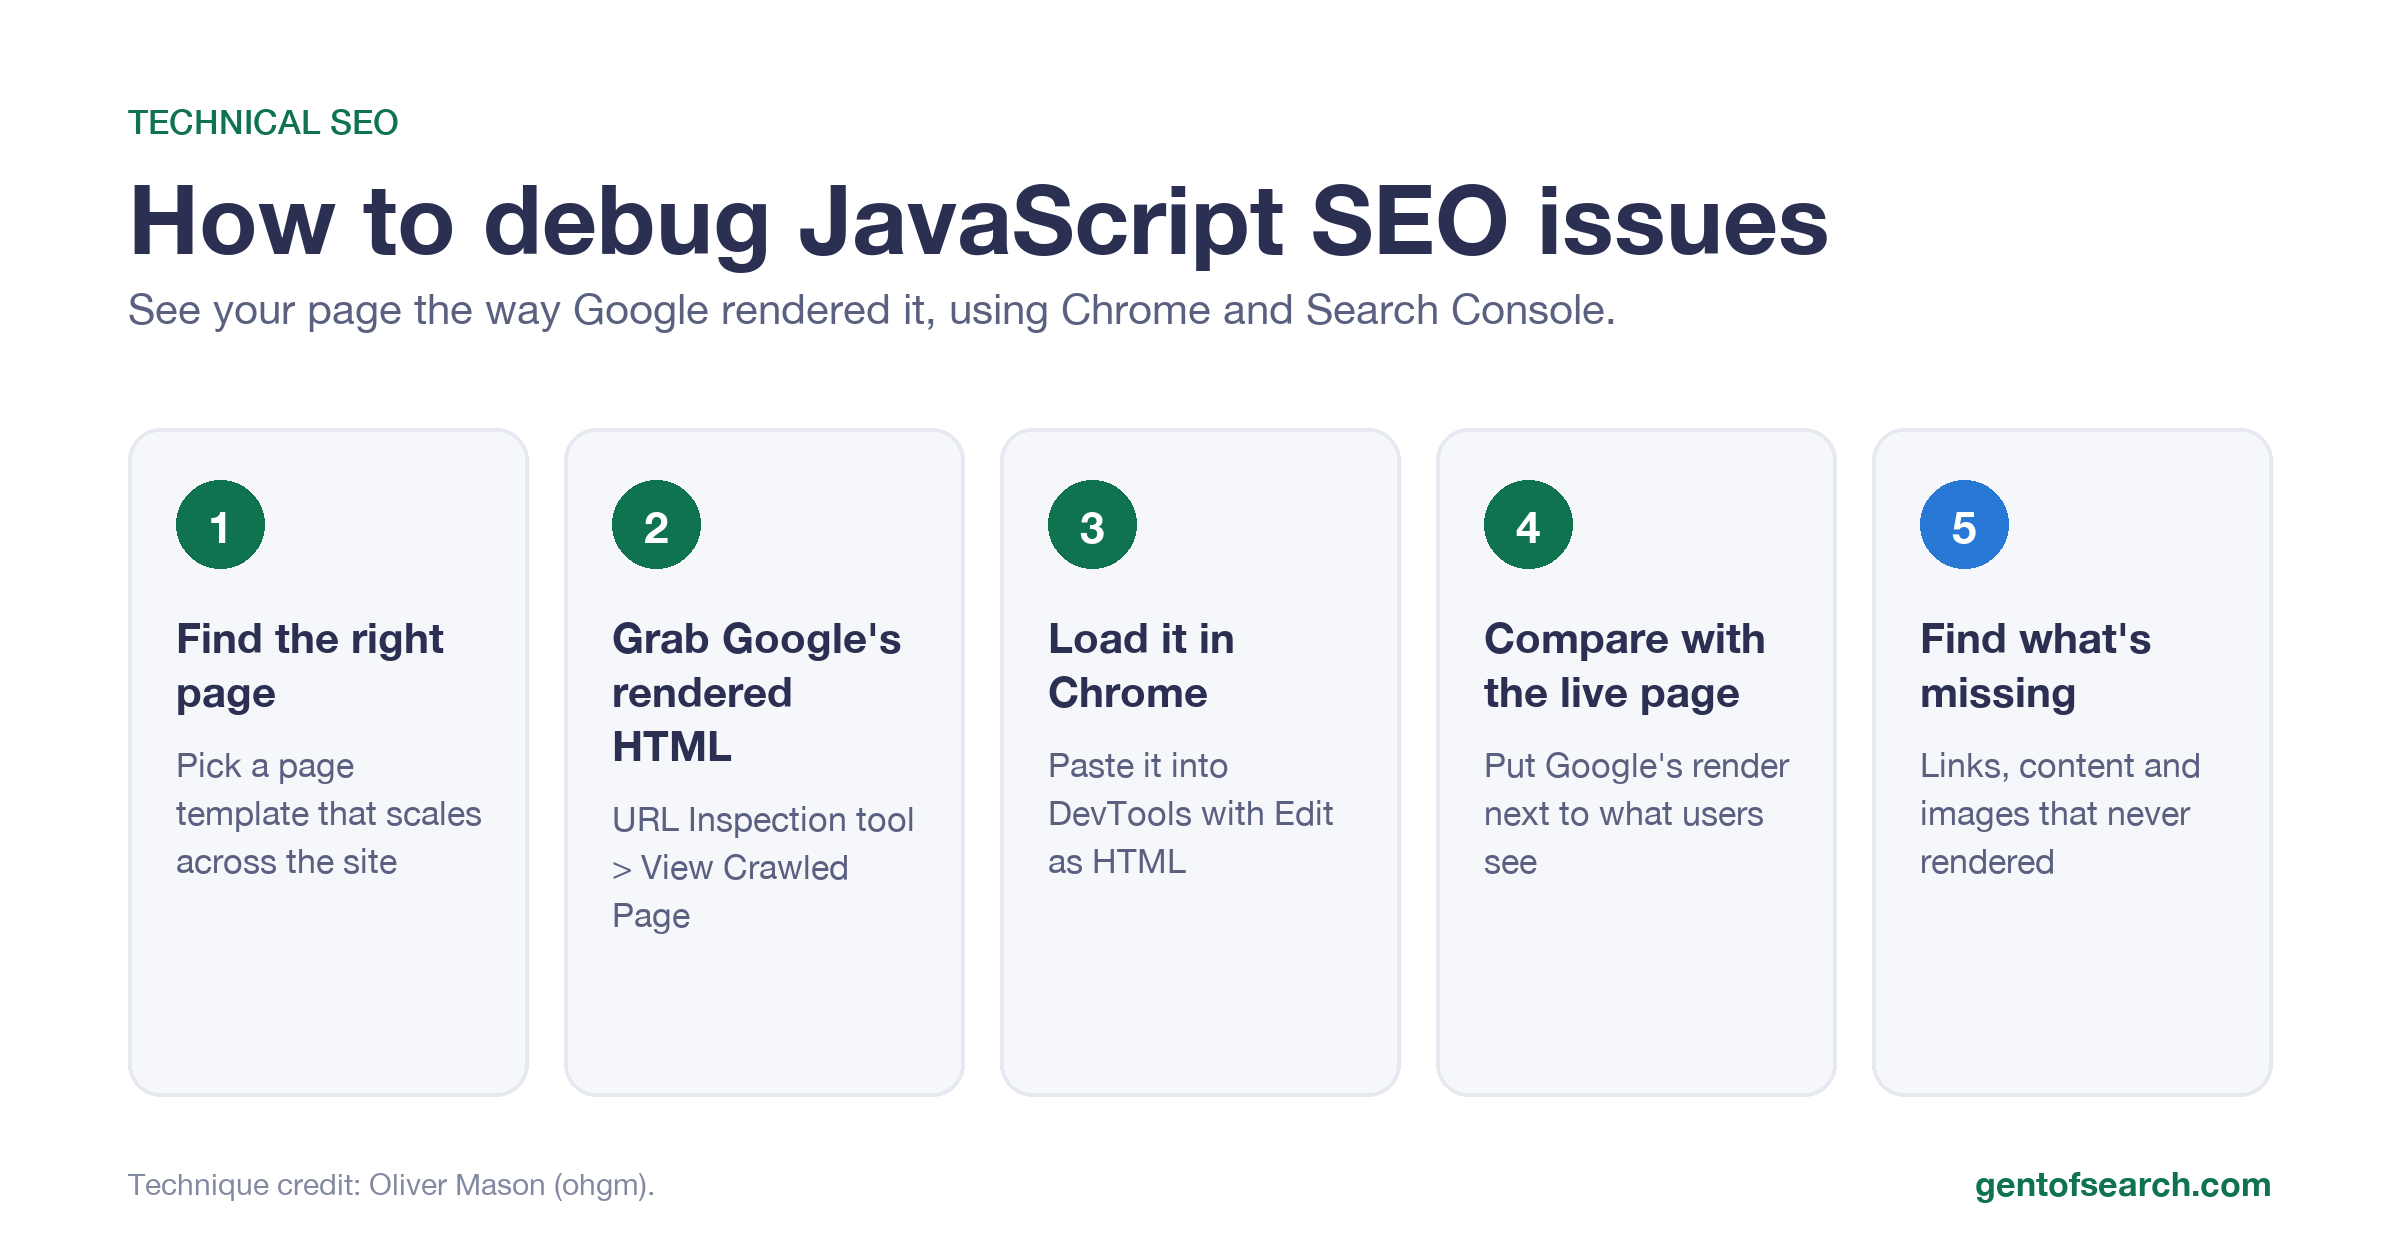 TECHNICAL SEO
How to debug JavaScript SEO issues
See your page the way Google rendered it, using Chrome and Search Console.
1
Find the right
page
Pick a page
template that scales
across the site
2
Grab Google's
rendered
HTML
URL Inspection tool
> View Crawled
Page
3
Load it in
Chrome
Paste it into
DevTools with Edit
as HTML
4
Compare with
the live page
Put Google's render
next to what users
see
5
Find what's
missing
Links, content and
images that never
rendered
Technique credit: Oliver Mason (ohgm).
gentofsearch.com